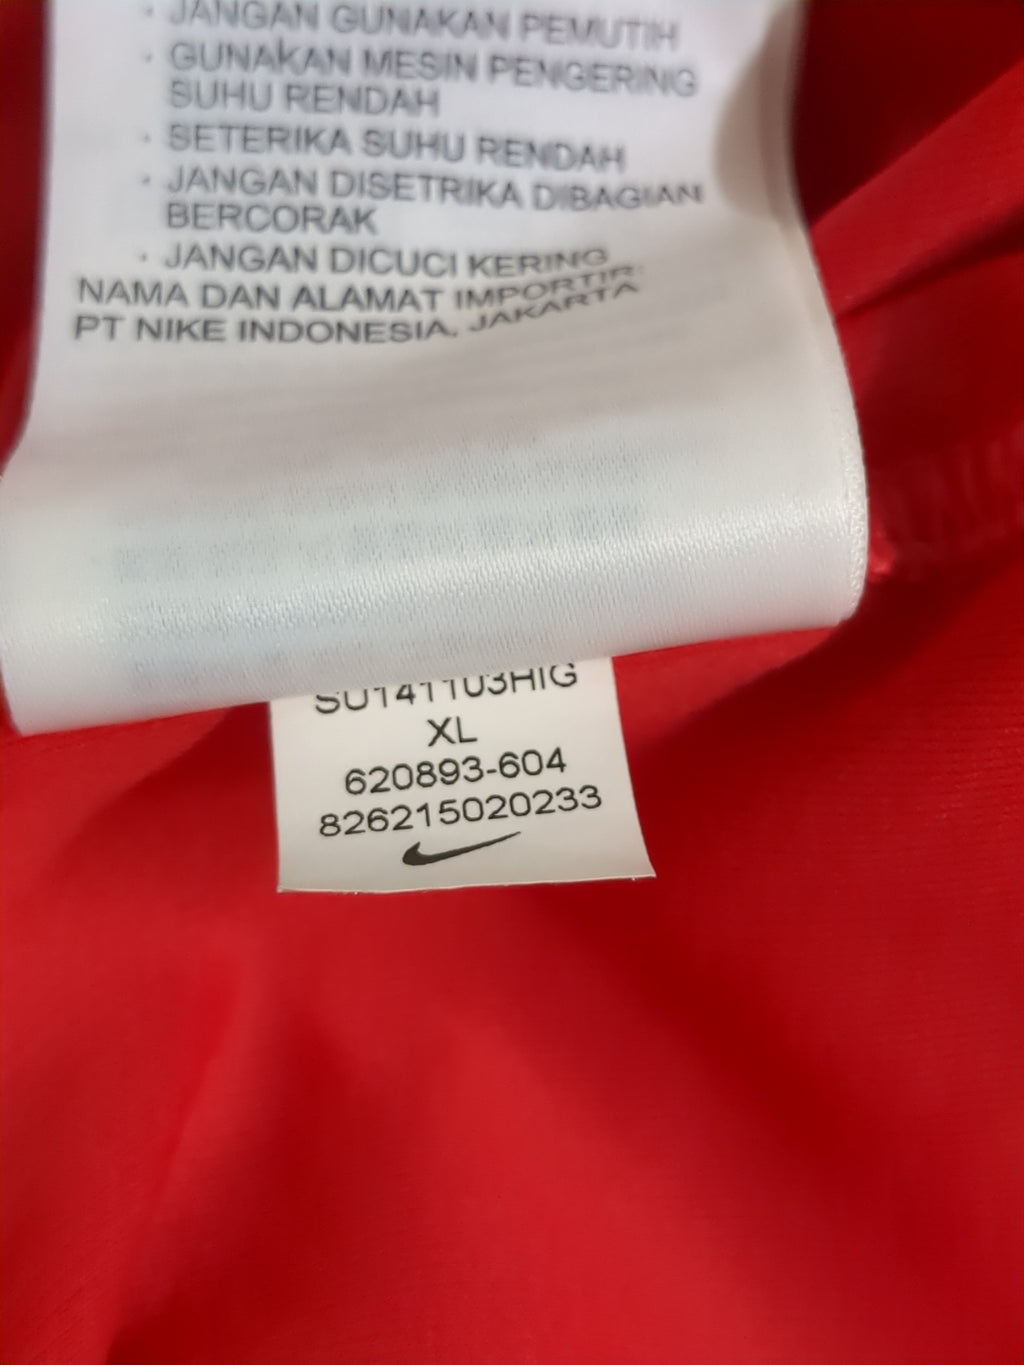 · JANGAN GUNAKAN PEMUTIH
· GUNAKAN MESIN PENGERING
SUHU RENDAH
· SETERIKA SUHU RENDAH
· JANGAN DISETRIKA DIBAGIAN
BERCORAK
· JANGAN DICUCI KERING
NAMA DAN ALAMAT IMPORTIR:
PT NIKE INDONESIA, JAKARTA
SU141103HIG
XL
620893-604
826215020233